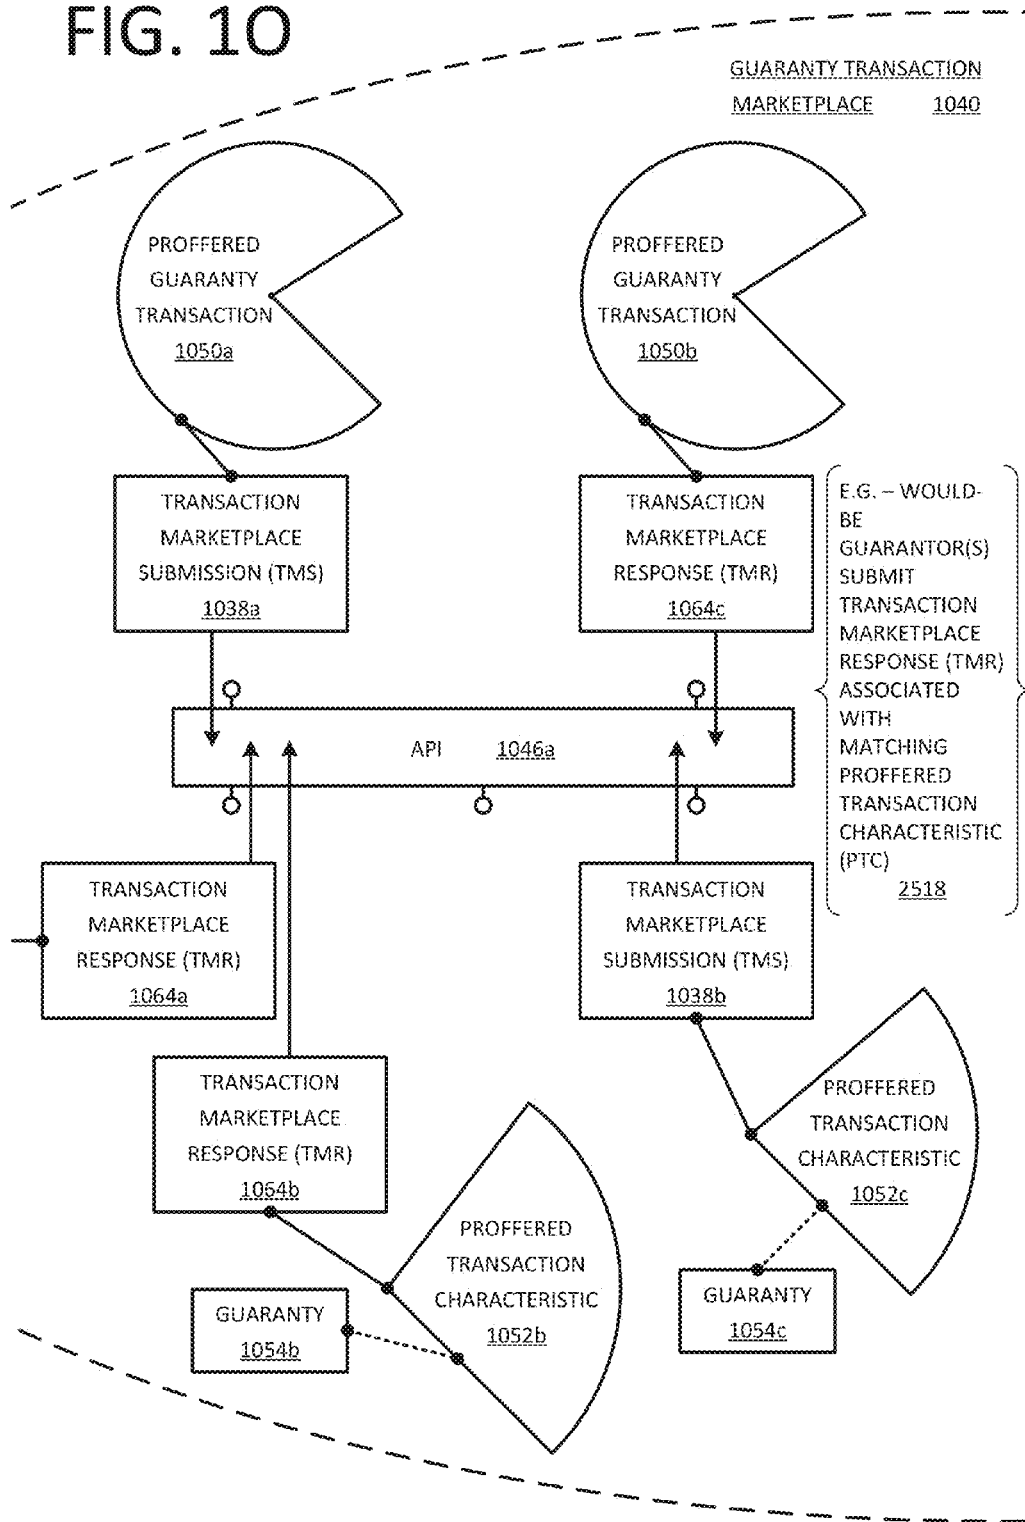 FIG. 1O
GUARANTY TRANSACTION
MARKETPLACE 1040
PROFFERED
GUARANTY
TRANSACTION
1050a
PROFFERED
GUARANTY
TRANSACTION
1050b
TRANSACTION
MARKETPLACE
SUBMISSION (TMS)
1038a
TRANSACTION
MARKETPLACE
RESPONSE (TMR)
1064c
E.G. – WOULD-
BE
GUARANTOR(S)
SUBMIT
TRANSACTION
MARKETPLACE
RESPONSE (TMR)
ASSOCIATED
WITH
MATCHING
PROFFERED
TRANSACTION
CHARACTERISTIC
(PTC)
2518
API 1046a
TRANSACTION
MARKETPLACE
RESPONSE (TMR)
1064a
TRANSACTION
MARKETPLACE
SUBMISSION (TMS)
1038b
TRANSACTION
MARKETPLACE
RESPONSE (TMR)
1064b
PROFFERED
TRANSACTION
CHARACTERISTIC
1052c
PROFFERED
TRANSACTION
CHARACTERISTIC
1052b
GUARANTY
1054b
GUARANTY
1054c